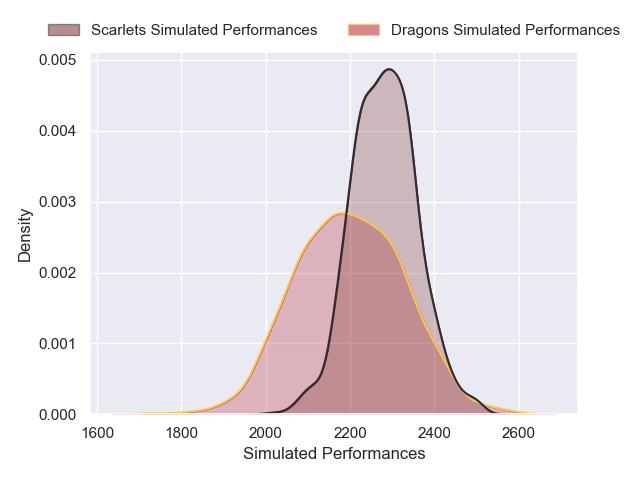 Scarlets Simulated Performances Dragons Simulated Performances
0.005
0.004
0.003
0.002
0.001
0.000
Density
1600 1800 2000 2200 2400 2600
Simulated Performances